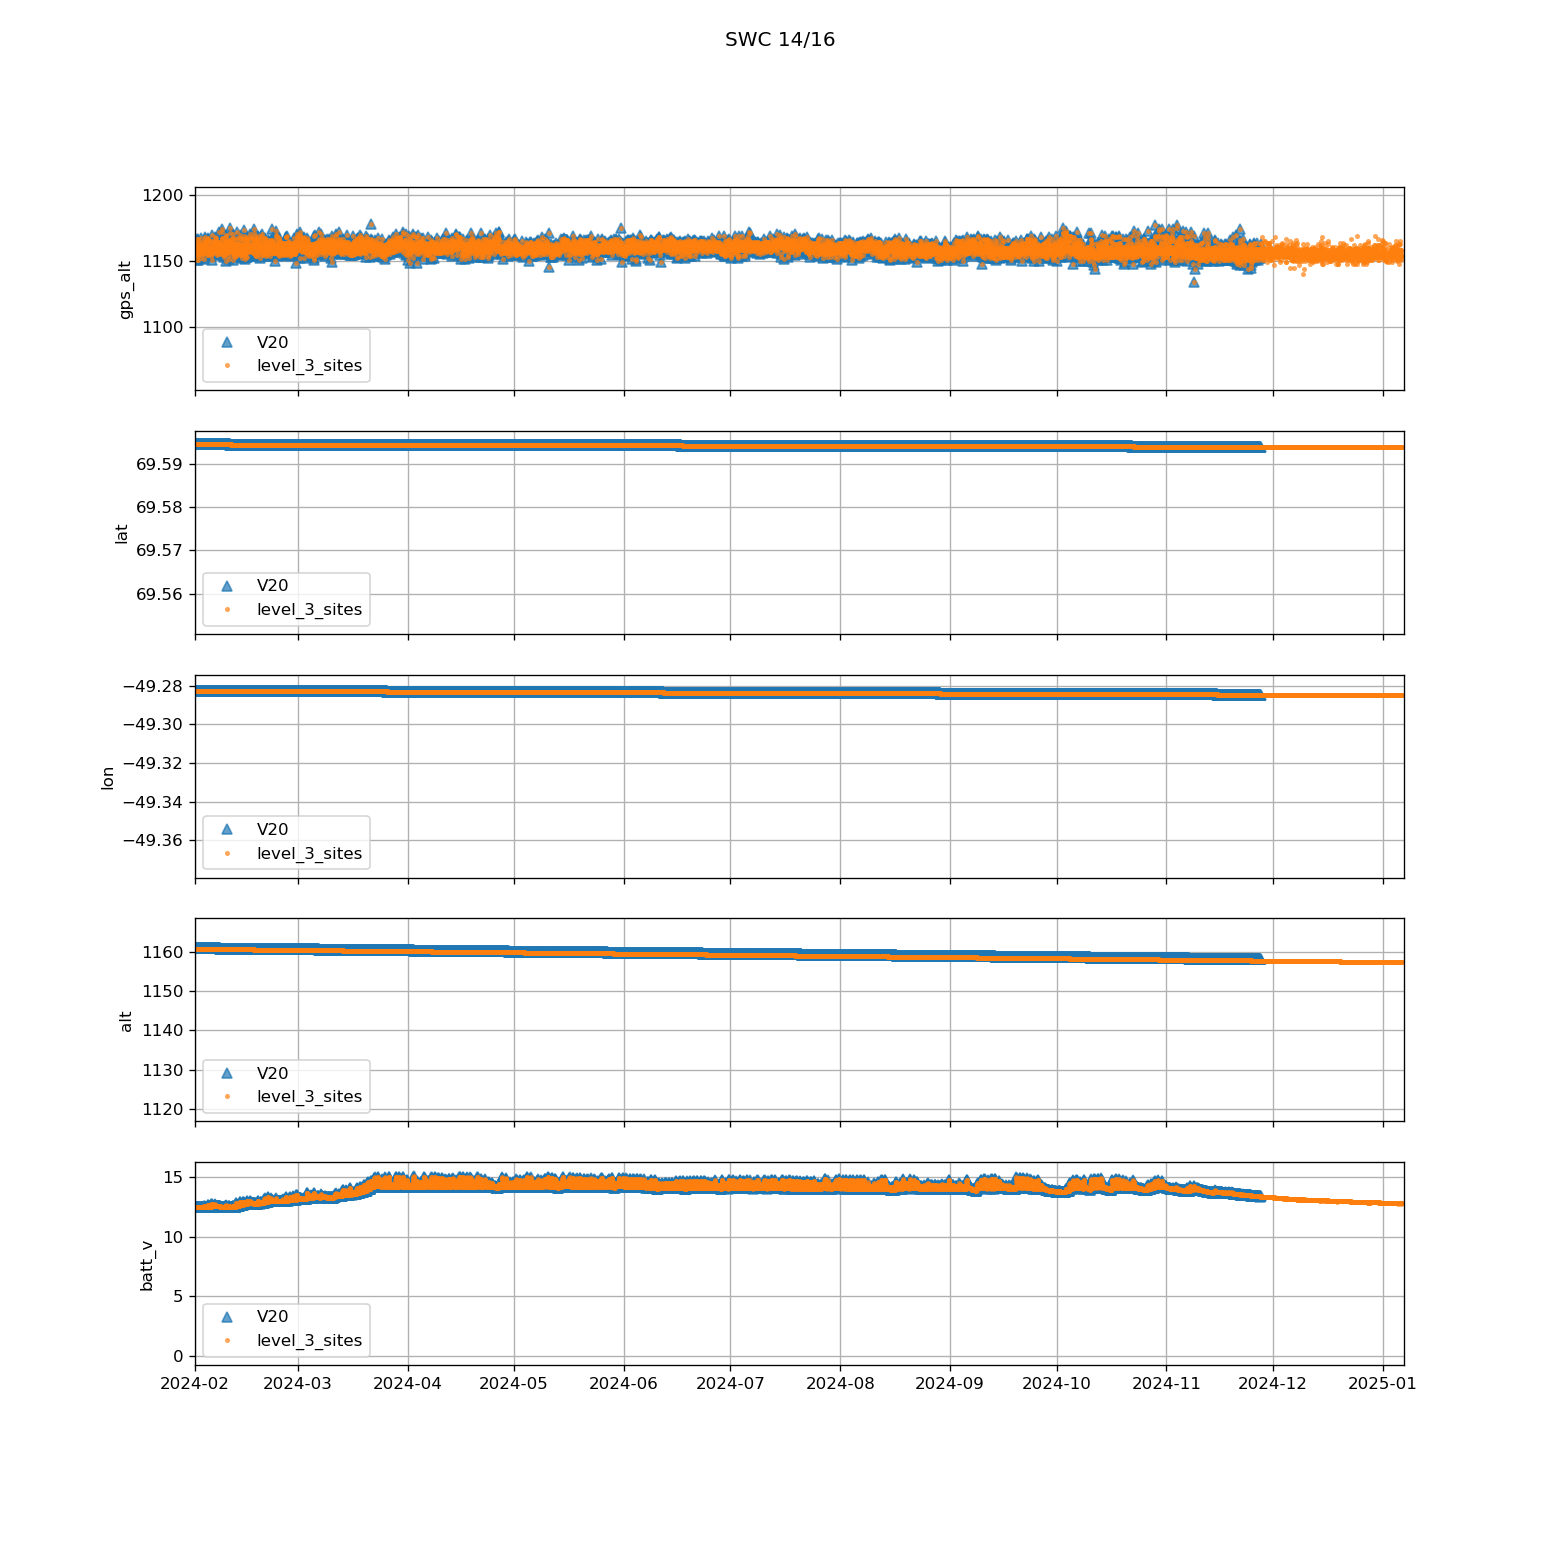 SWC 14/16
1200
1150
1100
gps_alt
V20
level_3_sites
69.59
69.58
69.57
69.56
lat
V20
level_3_sites
−49.28
−49.30
−49.32
−49.34
−49.36
lon
V20
level_3_sites
1160
1150
1140
1130
1120
alt
V20
level_3_sites
15
10
5
0
batt_v
V20
level_3_sites
2024-02 2024-03 2024-04 2024-05 2024-06 2024-07 2024-08 2024-09 2024-10 2024-11 2024-12 2025-01